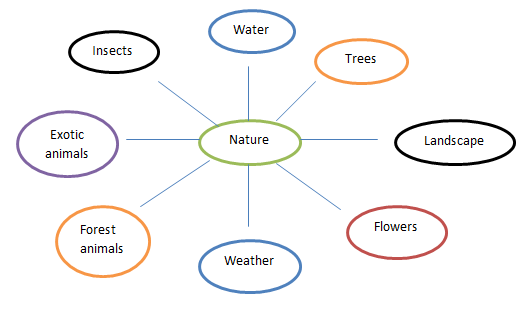 Water
Insects
Trees
Exotic
animals
Nature
Landscape
Forest
animals
Flowers
Weather